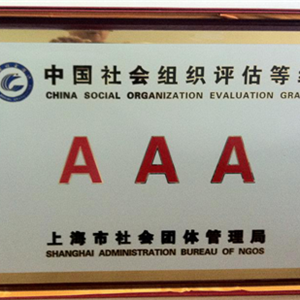 中国社会组织评估等
CHINA SOCIAL ORGANIZATION EVALUATION GRA
AAA
上海市社会团体管理局
SHANGHAI ADMINISTRATION BUREAU OF NGOS